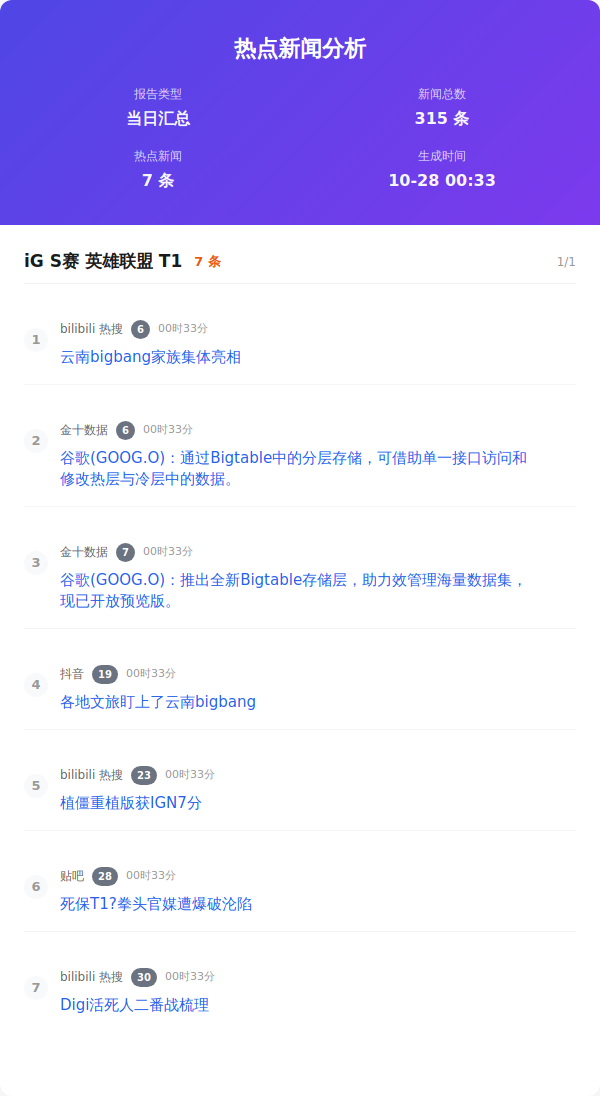 热点新闻分析
报告类型
新闻总数
当日汇总
315 条
热点新闻
生成时间
7 条
10-28 00:33
iG S赛 英雄联盟 T1 7 条 1/1
1
bilibili 热搜 6 00时33分
云南bigbang家族集体亮相
2
金十数据 6 00时33分
谷歌(GOOG.O)：通过Bigtable中的分层存储，可借助单一接口访问和
修改热层与冷层中的数据。
3
金十数据 7 00时33分
谷歌(GOOG.O)：推出全新Bigtable存储层，助力效管理海量数据集，
现已开放预览版。
4
抖音 19 00时33分
各地文旅盯上了云南bigbang
5
bilibili 热搜 23 00时33分
植僵重植版获IGN7分
6
贴吧 28 00时33分
死保T1?拳头官媒遭爆破沦陷
7
bilibili 热搜 30 00时33分
Digi活死人二番战梳理